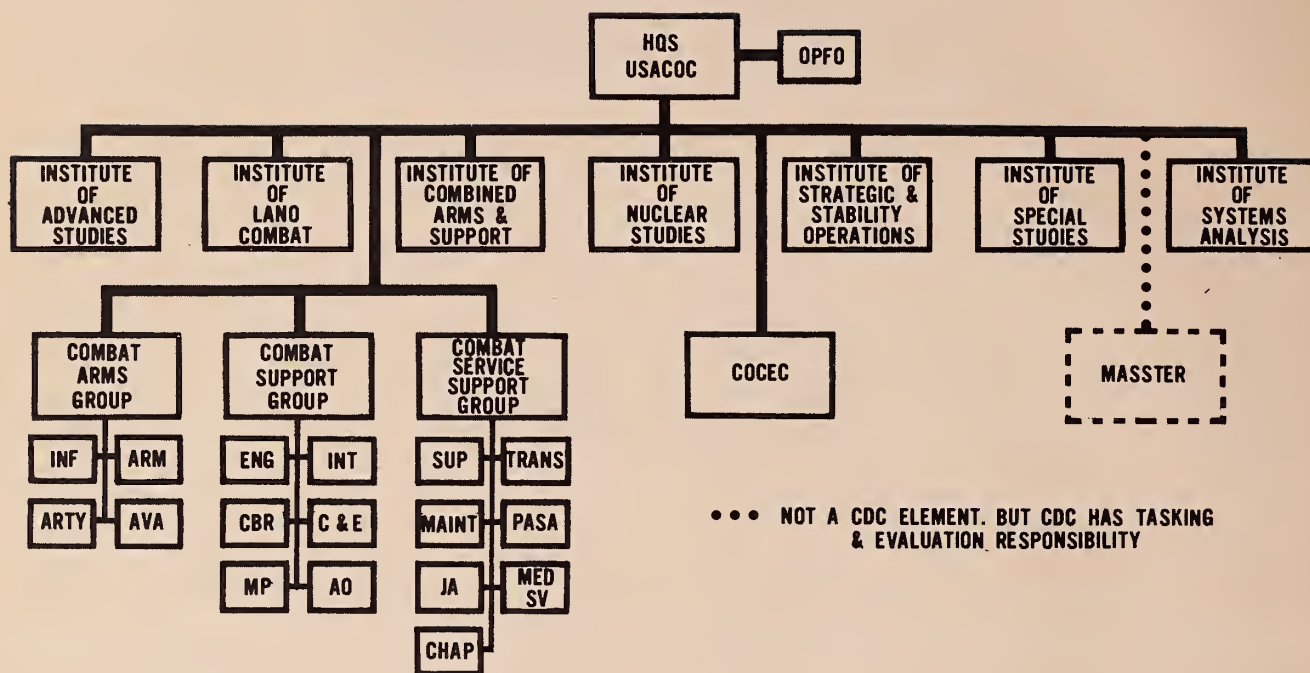 HQS
USACOC
OPFO
INSTITUTE
OF
ADVANCED
STUDIES
INSTITUTE
OF
LANO
COMBAT
INSTITUTE OF
COMBINED
ARMS &
SUPPORT
INSTITUTE
OF
NUCLEAR
STUDIES
INSTITUTE OF
STRATEGIC &
STABILITY
OPERATIONS
INSTITUTE
OF
SPECIAL
STUOIES
INSTITUTE
OF
SYSTEMS
ANALYSIS
COMBAT
ARMS
GROUP
COMBAT
SUPPORT
GROUP
COMBAT
SERVICE
SUPPORT
GROUP
COCEC
MASSTER
INF
ARM
ARTY
AVA
ENG
INT
CBR
C & E
MP
AO
SUP
TRANS
MAINT
PASA
JA
MED
SV
CHAP
••• NOT A CDC ELEMENT. BUT CDC HAS TASKING
& EVALUATION RESPONSIBILITY